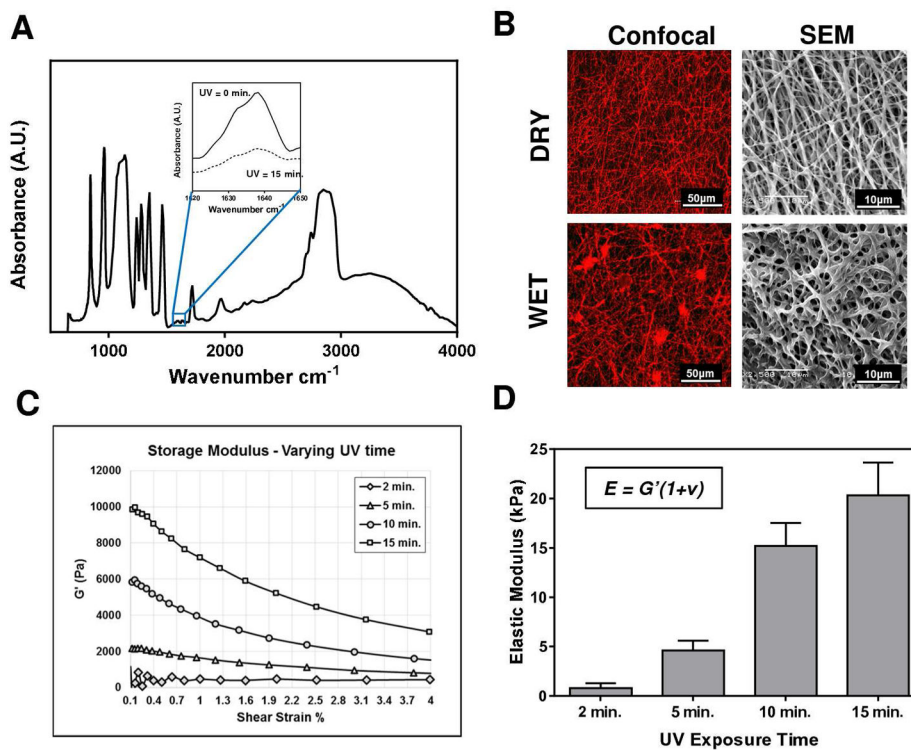 A
Absorbance (A.U.)
1000
2000
3000
4000
Wavenumber cm-1
UV = 0 min.
UV = 15 min.
Absorbance (A.U.)
1620
1630
1640
1650
Wavenumber cm-1
B
Confocal
SEM
DRY
50µm
10µm
WET
50µm
10µm
C
Storage Modulus - Varying UV time
12000
10000
8000
6000
4000
2000
0
G' (Pa)
2 min.
5 min.
10 min.
15 min.
0.1 0.4 0.7 1 1.3 1.6 1.9 2.2 2.5 2.8 3.1 3.4 3.7 4
Shear Strain %
D
E = G'(1+v)
25
20
15
10
5
0
Elastic Modulus (kPa)
2 min.
5 min.
10 min.
15 min.
UV Exposure Time